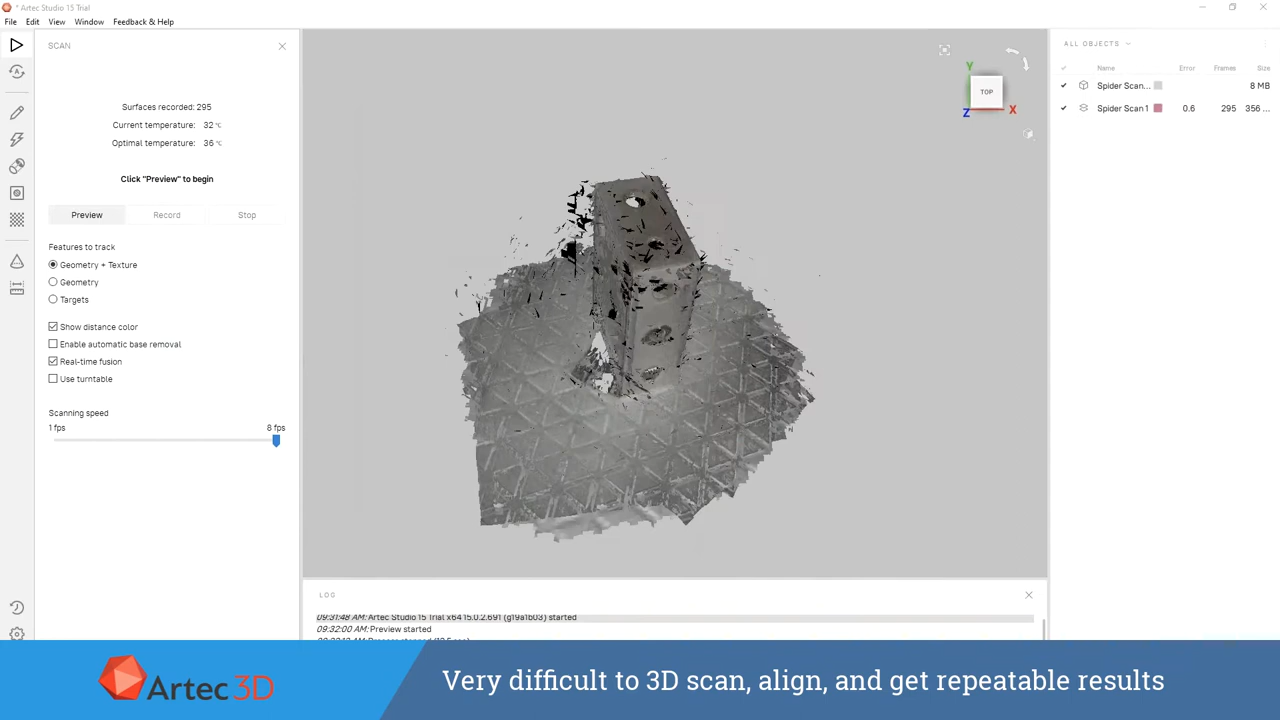 * Artec Studio 15 Trial
File Edit View Window Feedback & Help
SCAN
Surfaces recorded: 295
Current temperature: 32 °C
Optimal temperature: 36 °C
Click "Preview" to begin
Preview Record Stop
Features to track
Geometry + Texture
Geometry
Targets
Show distance color
Enable automatic base removal
Real-time fusion
Use turntable
Scanning speed
1 fps 8 fps
Y
TOP
Z X
ALL OBJECTS
Name Error Frames Size
Spider Scan... 8 MB
Spider Scan 1 0.6 295 356 ...
LOG
09:31:48 AM: Artec Studio 15 Trial x64 15.0.2.691 (g19a1b03) started
09:32:00 AM: Preview started
Artec 3D
Very difficult to 3D scan, align, and get repeatable results